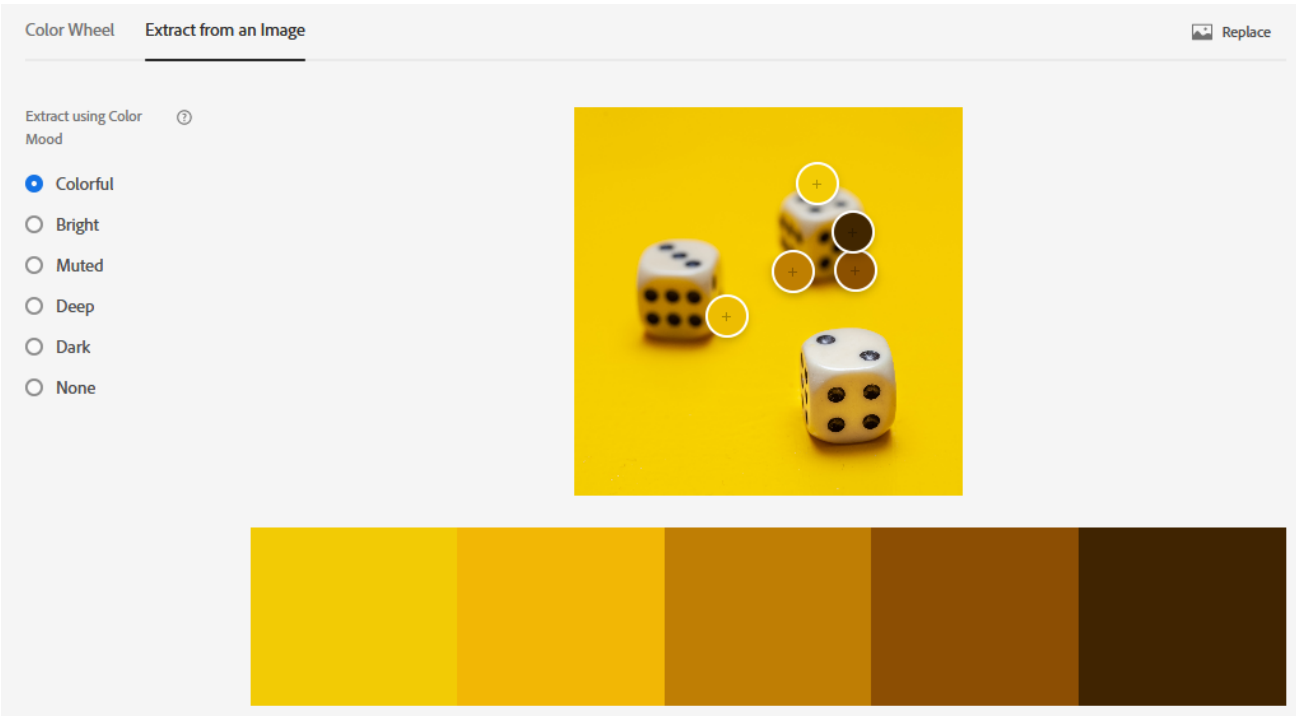 Color Wheel
Extract from an Image
Replace
Extract using Color
Mood
Colorful
Bright
Muted
Deep
Dark
None